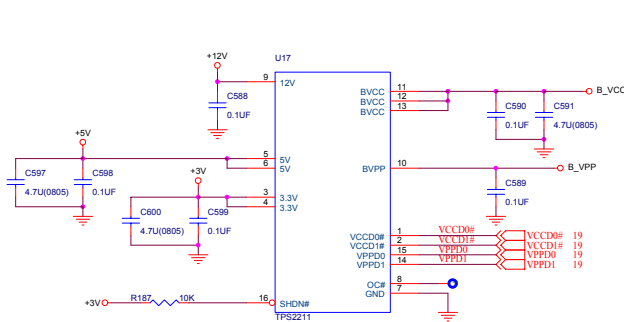 +12V
U17
9 12V
C588
0.1UF
BVCC 11
BVCC 12
BVCC 13
B_VCC
C590
0.1UF
C591
4.7U(0805)
+5V
5 5V
6 5V
C597
4.7U(0805)
C598
0.1UF
BVPP 10
B_VPP
+3V
C589
0.1UF
3 3.3V
4 3.3V
C600
4.7U(0805)
C599
0.1UF
VCCD0# 1 VCCD0# VCCD0# 19
VCCD1# 2 VCCD1# VCCD1# 19
VPPD0 15 VPPD0 VPPD0 19
VPPD1 14 VPPD1 VPPD1 19
OC# 8
GND 7
+3V R187 10K 16 SHDN#
TPS2211